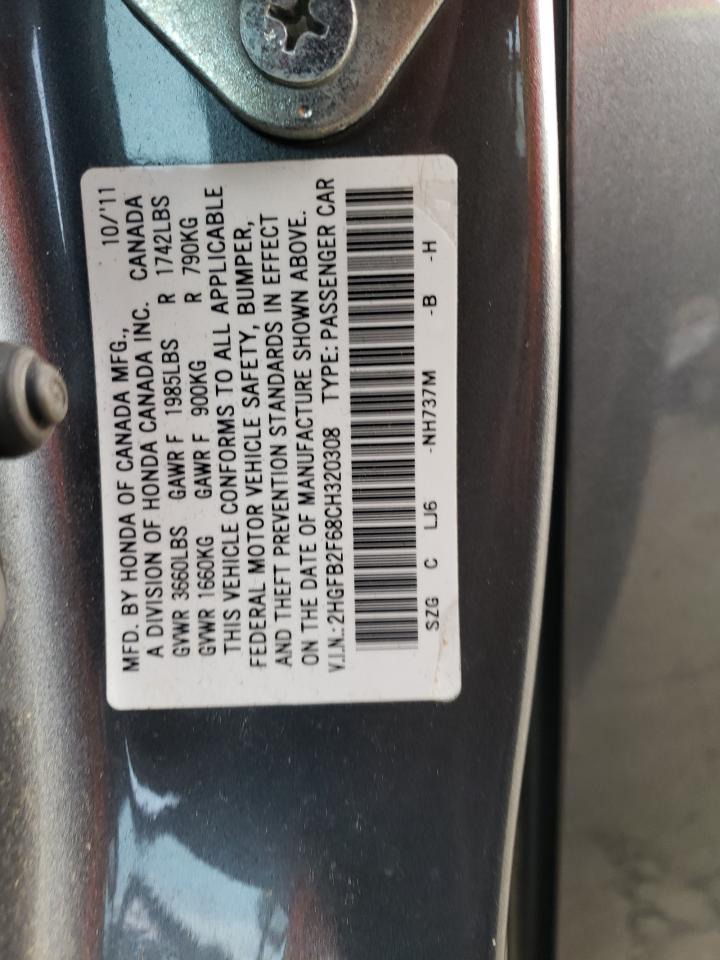 MFD. BY HONDA OF CANADA MFG., 10/'11
A DIVISION OF HONDA CANADA INC. CANADA
GVWR 3660LBS GAWR F 1985LBS R 1742LBS
GVWR 1660KG GAWR F 900KG R 790KG
THIS VEHICLE CONFORMS TO ALL APPLICABLE
FEDERAL MOTOR VEHICLE SAFETY, BUMPER,
AND THEFT PREVENTION STANDARDS IN EFFECT
ON THE DATE OF MANUFACTURE SHOWN ABOVE.
V.I.N.: 2HGFB2F68CH320308 TYPE: PASSENGER CAR
SZG C LJ6 -NH737M -B -H